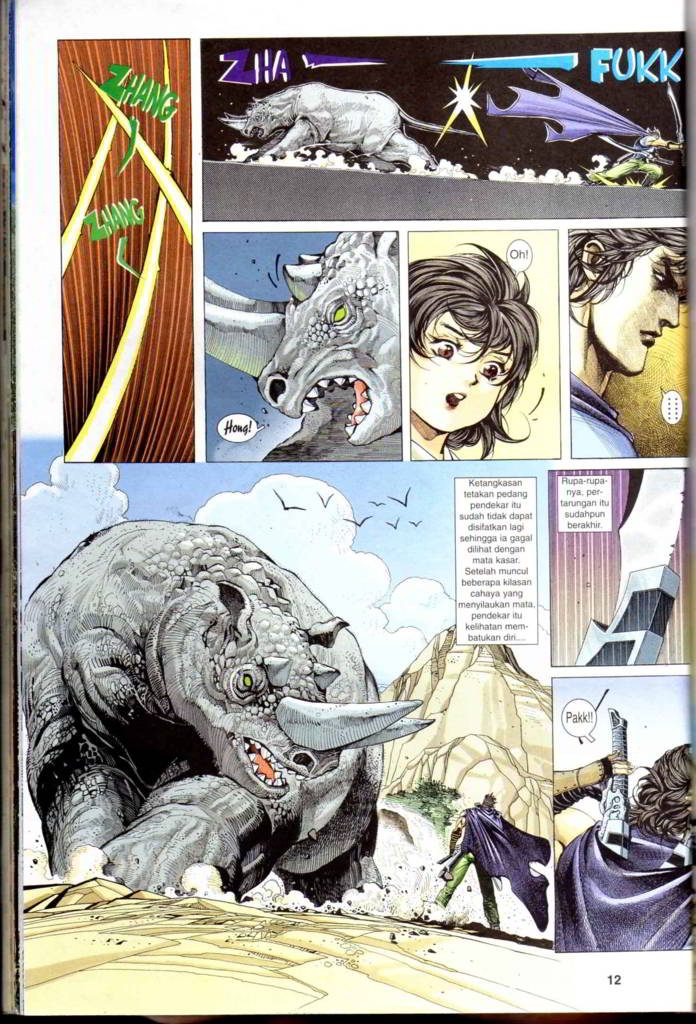 ZHANG
ZHANG
ZHA
FUKK
Hong!
Oh!
Ketangkasan
tetakan pedang
pendekar itu
sudah tidak dapat
disifatkan lagi
sehingga ia gagal
dilihat dengan
mata kasar.
Setelah muncul
beberapa kilasan
cahaya yang
menyilaukan mata,
pendekar itu
kelihatan mem-
batukan diri....
Rupa-rupa-
nya, per-
tarungan itu
sudahpun
berakhir.
Pakk!!
12